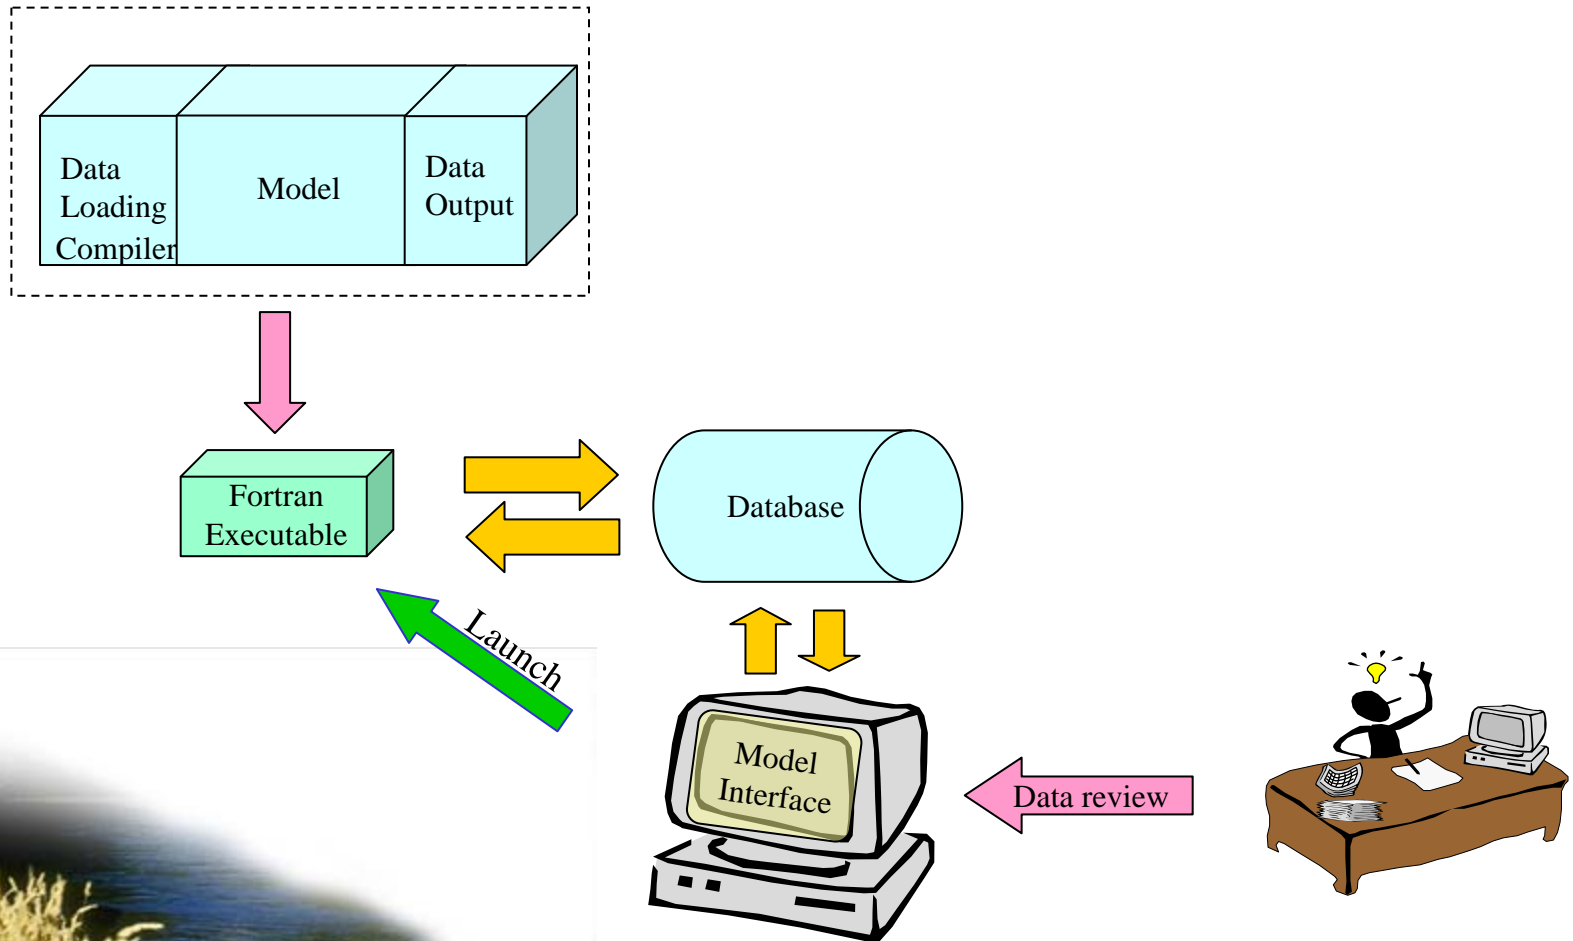 Data
Loading
Compiler
Model
Data
Output
Fortran
Executable
Database
Launch
Model
Interface
Data review